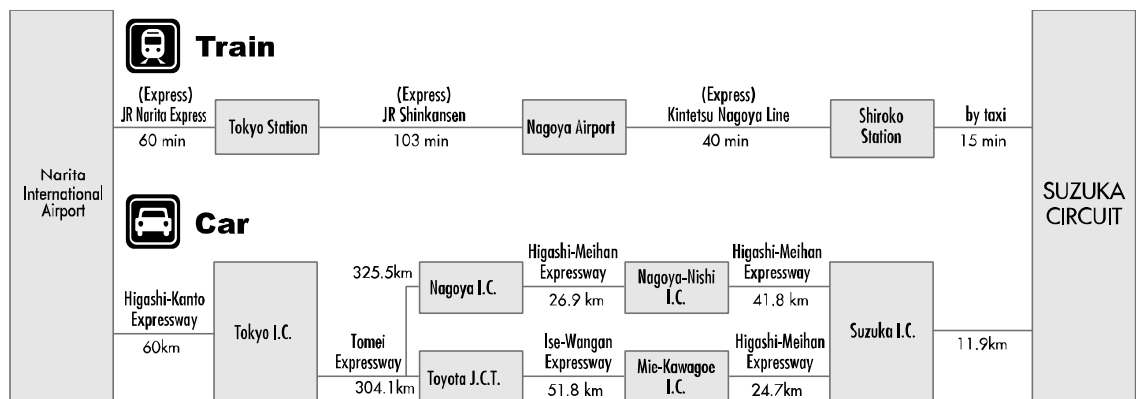 Train
(Express)
JR Narita Express
60 min
Tokyo Station
(Express)
JR Shinkansen
103 min
Nagoya Airport
(Express)
Kintetsu Nagoya Line
40 min
Shiroko
Station
by taxi
15 min
Narita
International
Airport
SUZUKA
CIRCUIT
Car
Higashi-Kanto
Expressway
60km
Tokyo I.C.
325.5km
Nagoya I.C.
Higashi-Meihan
Expressway
26.9 km
Nagoya-Nishi
I.C.
Higashi-Meihan
Expressway
41.8 km
Tomei
Expressway
304.1km
Toyota J.C.T.
Ise-Wangan
Expressway
51.8 km
Mie-Kawagoe
I.C.
Higashi-Meihan
Expressway
24.7km
Suzuka I.C.
11.9km